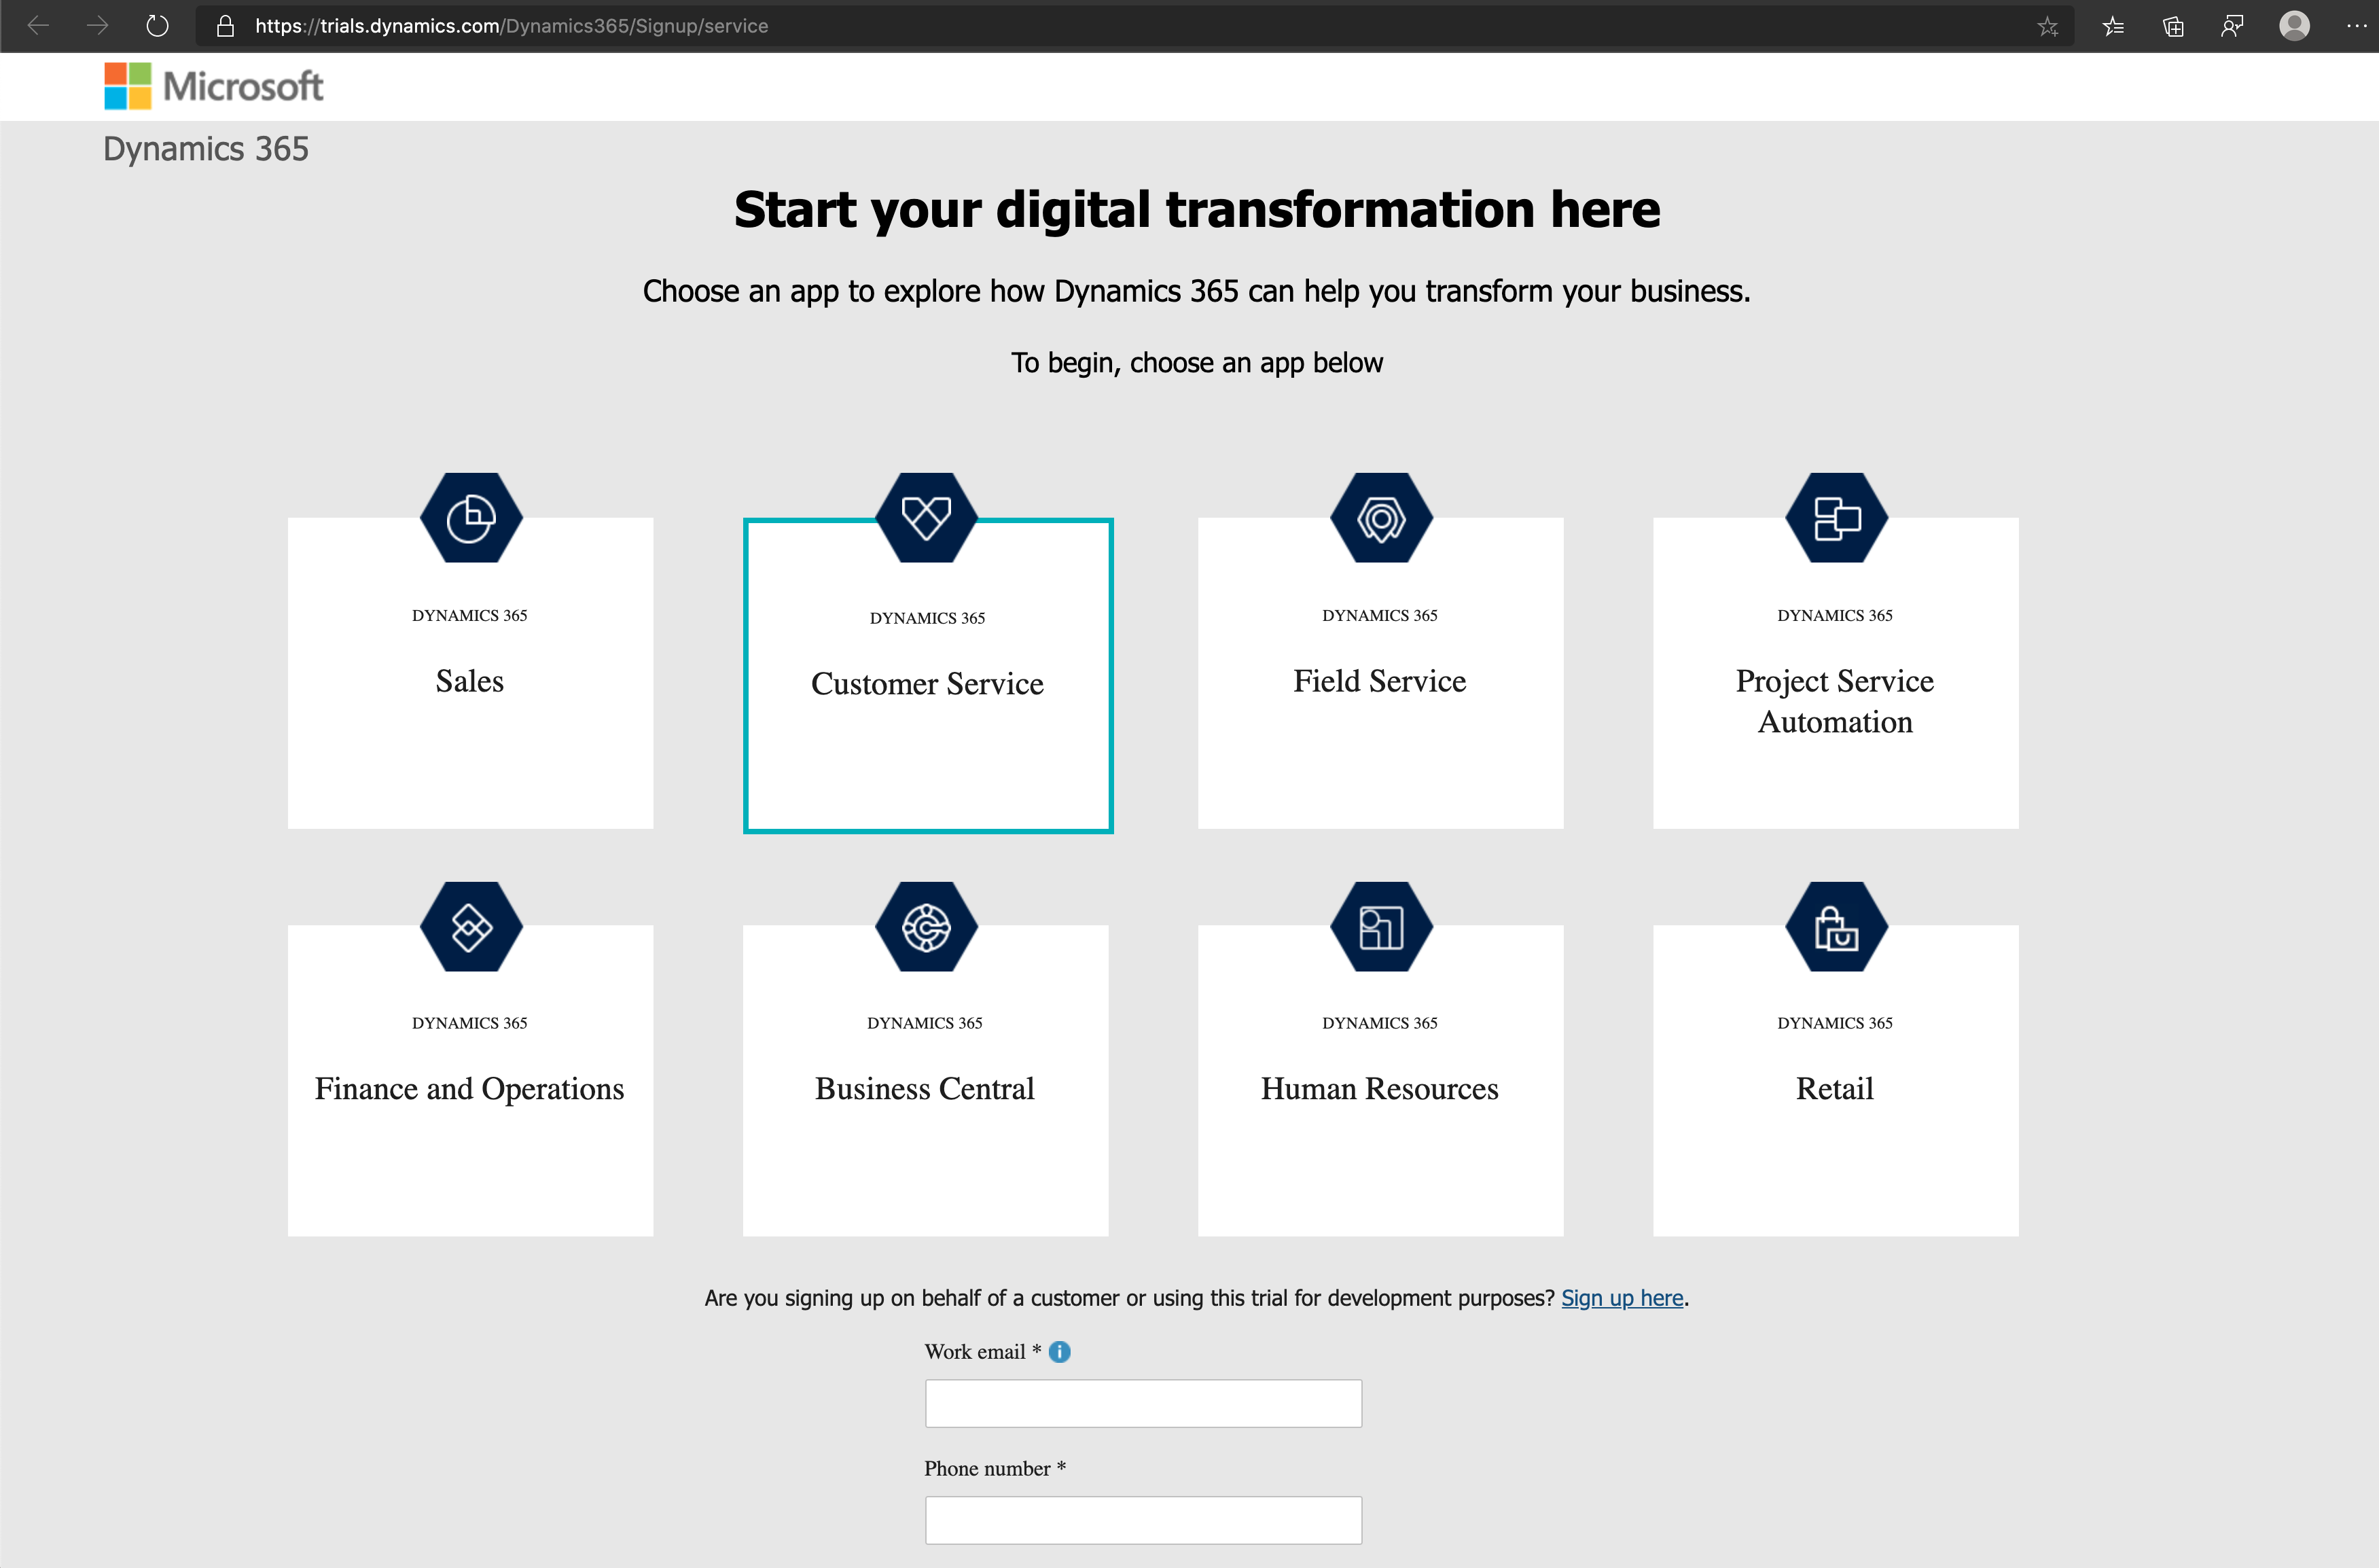 https://trials.dynamics.com/Dynamics365/Signup/service
Microsoft
Dynamics 365
Start your digital transformation here
Choose an app to explore how Dynamics 365 can help you transform your business.
To begin, choose an app below
DYNAMICS 365
Sales
DYNAMICS 365
Customer Service
DYNAMICS 365
Field Service
DYNAMICS 365
Project Service
Automation
DYNAMICS 365
Finance and Operations
DYNAMICS 365
Business Central
DYNAMICS 365
Human Resources
DYNAMICS 365
Retail
Are you signing up on behalf of a customer or using this trial for development purposes? Sign up here.
Work email *
Phone number *